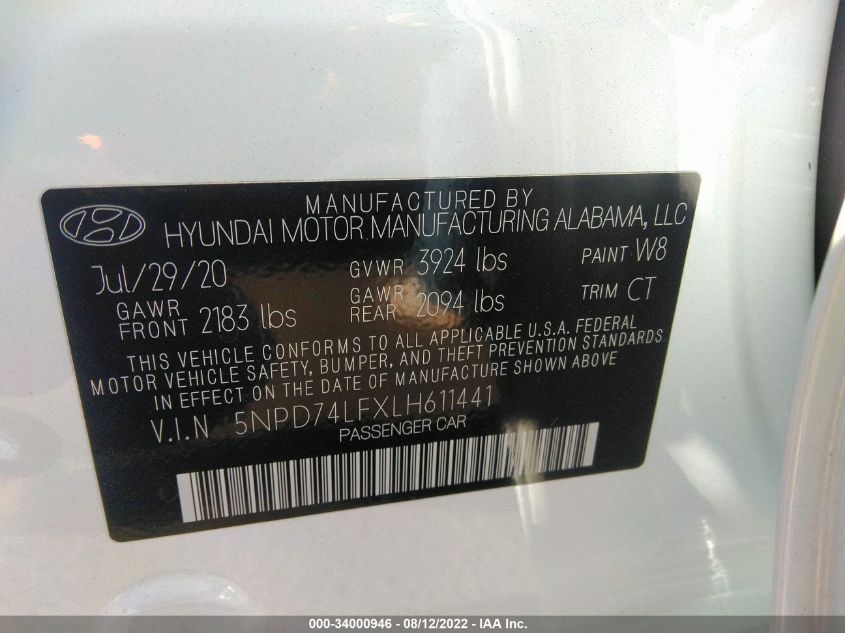 MANUFACTURED BY
HYUNDAI MOTOR MANUFACTURING ALABAMA, LLC
Jul/29/20 GVWR 3924 lbs PAINT W8
GAWR FRONT 2183 lbs GAWR REAR 2094 lbs TRIM CT
THIS VEHICLE CONFORMS TO ALL APPLICABLE U.S.A. FEDERAL
MOTOR VEHICLE SAFETY, BUMPER, AND THEFT PREVENTION STANDARDS
IN EFFECT ON THE DATE OF MANUFACTURE SHOWN ABOVE
V.I.N 5NPD74LFXLH611441
PASSENGER CAR
000-34000946 - 08/12/2022 - IAA Inc.